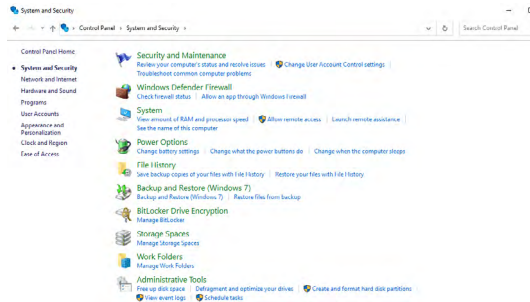 System and Security
Control Panel > System and Security >
Search Control Panel
Control Panel Home
System and Security
Network and Internet
Hardware and Sound
Programs
User Accounts
Appearance and
Personalization
Clock and Region
Ease of Access
Security and Maintenance
Review your computer's status and resolve issues | Change User Account Control settings |
Troubleshoot common computer problems
Windows Defender Firewall
Check firewall status | Allow an app through Windows Firewall
System
View amount of RAM and processor speed | Allow remote access | Launch remote assistance |
See the name of this computer
Power Options
Change battery settings | Change what the power buttons do | Change when the computer sleeps
File History
Save backup copies of your files with File History | Restore your files with File History
Backup and Restore (Windows 7)
Backup and Restore (Windows 7) | Restore files from backup
BitLocker Drive Encryption
Manage BitLocker
Storage Spaces
Manage Storage Spaces
Work Folders
Manage Work Folders
Administrative Tools
Free up disk space | Defragment and optimize your drives | Create and format hard disk partitions |
View event logs | Schedule tasks